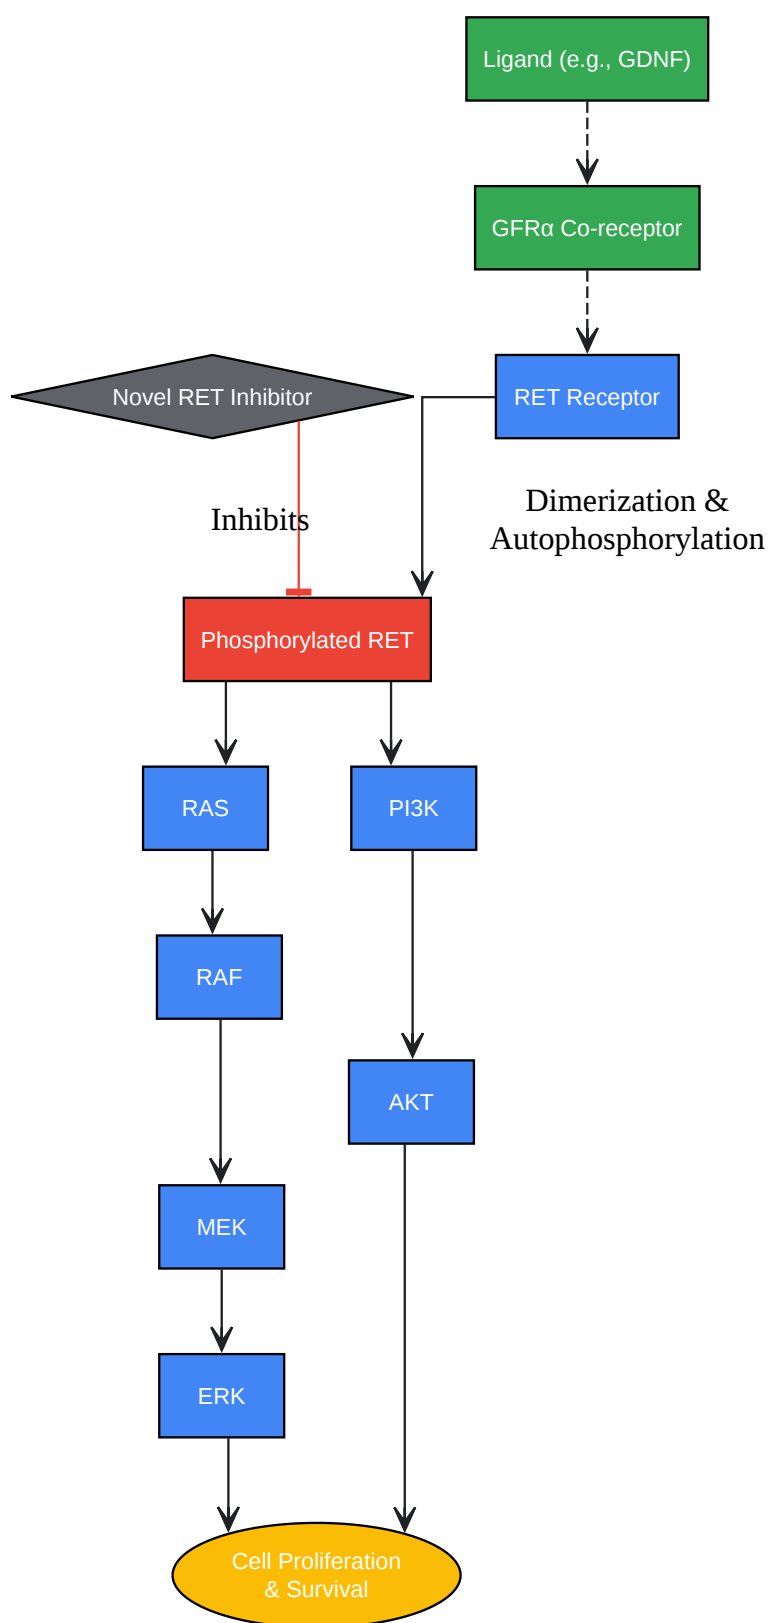 Ligand (e.g., GDNF)
GFRα Co-receptor
Novel RET Inhibitor
RET Receptor
Inhibits
Dimerization &
Autophosphorylation
Phosphorylated RET
RAS
PI3K
RAF
AKT
MEK
ERK
Cell Proliferation
& Survival